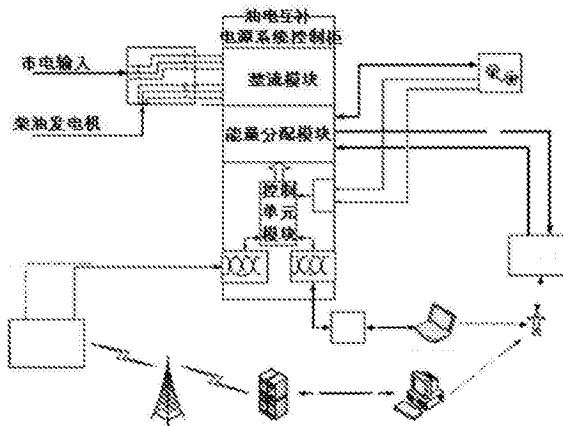 油电互补
电源系统控制柜
市电输入
整流模块
柴油发电机
能量分配模块
控制
单元
模块